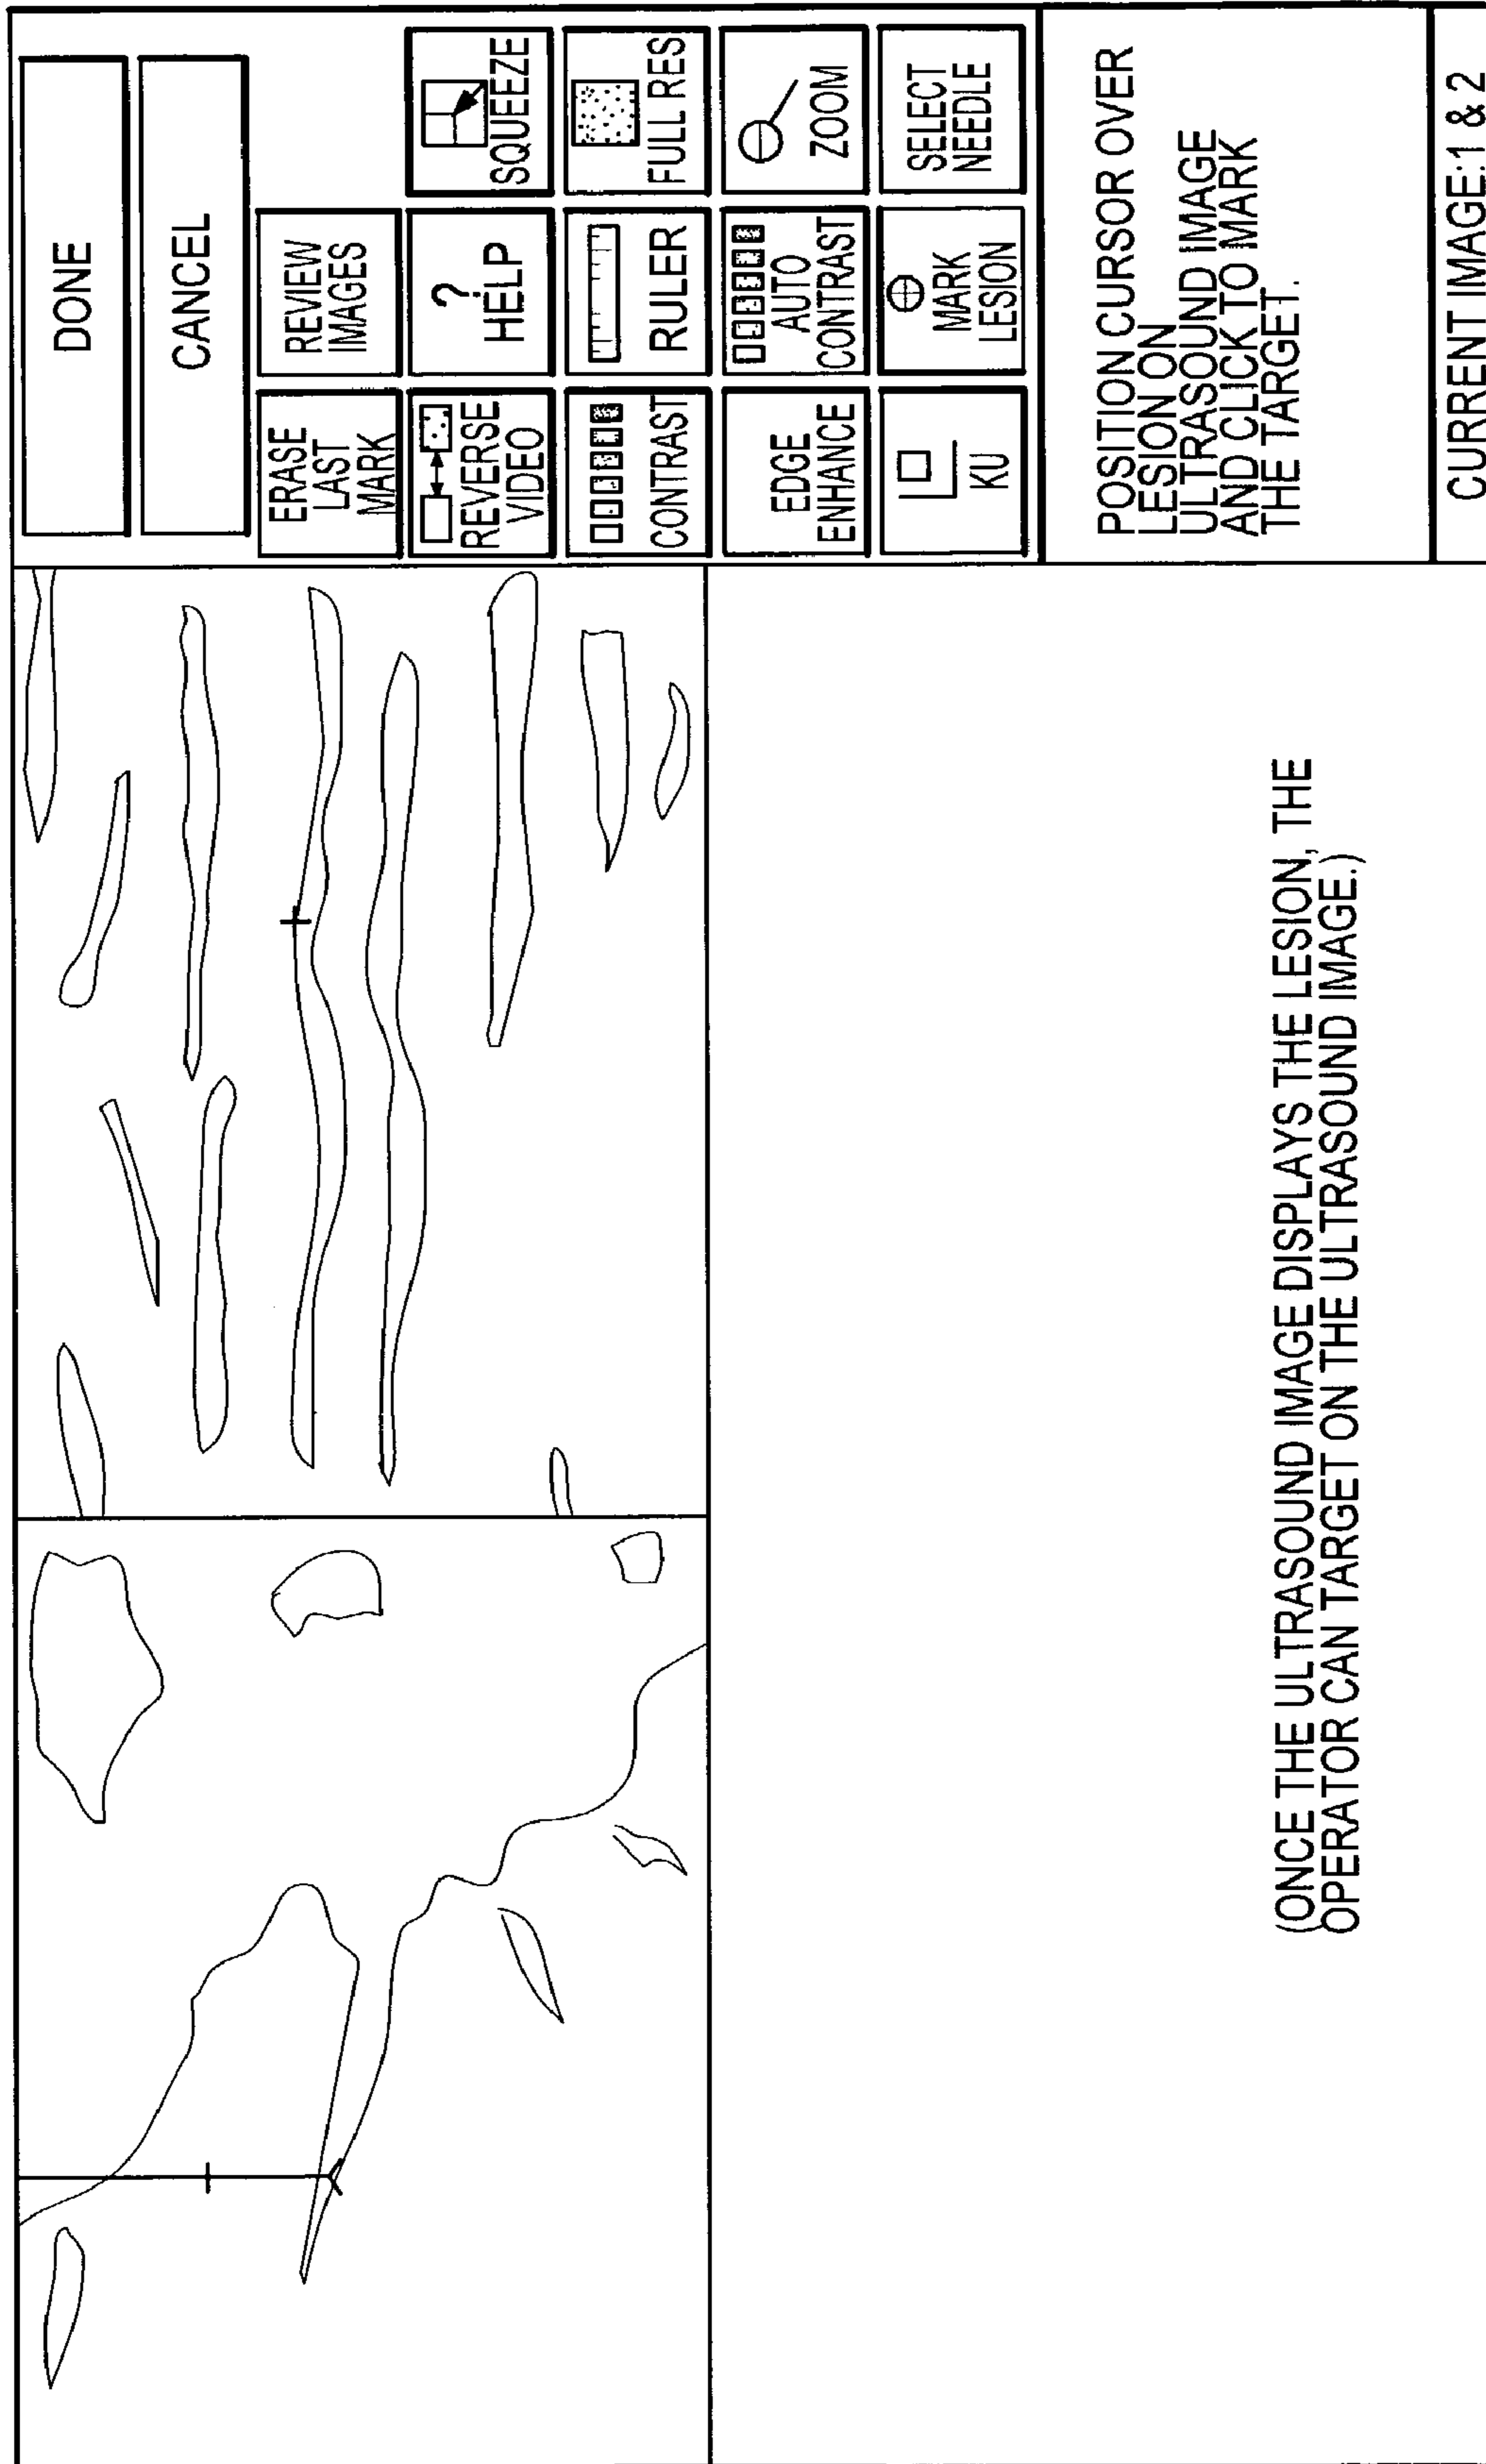 DONE
CANCEL
ERASE
LAST
MARK
REVIEW
IMAGES
REVERSE
VIDEO
?
HELP
SQUEEZE
CONTRAST
RULER
FULL RES
EDGE
ENHANCE
AUTO
CONTRAST
ZOOM
KU
MARK
LESION
SELECT
NEEDLE
POSITION CURSOR OVER
LESION ON
ULTRASOUND IMAGE
AND CLICK TO MARK
THE TARGET.
CURRENT IMAGE:1 & 2
(ONCE THE ULTRASOUND IMAGE DISPLAYS THE LESION, THE
OPERATOR CAN TARGET ON THE ULTRASOUND IMAGE.)